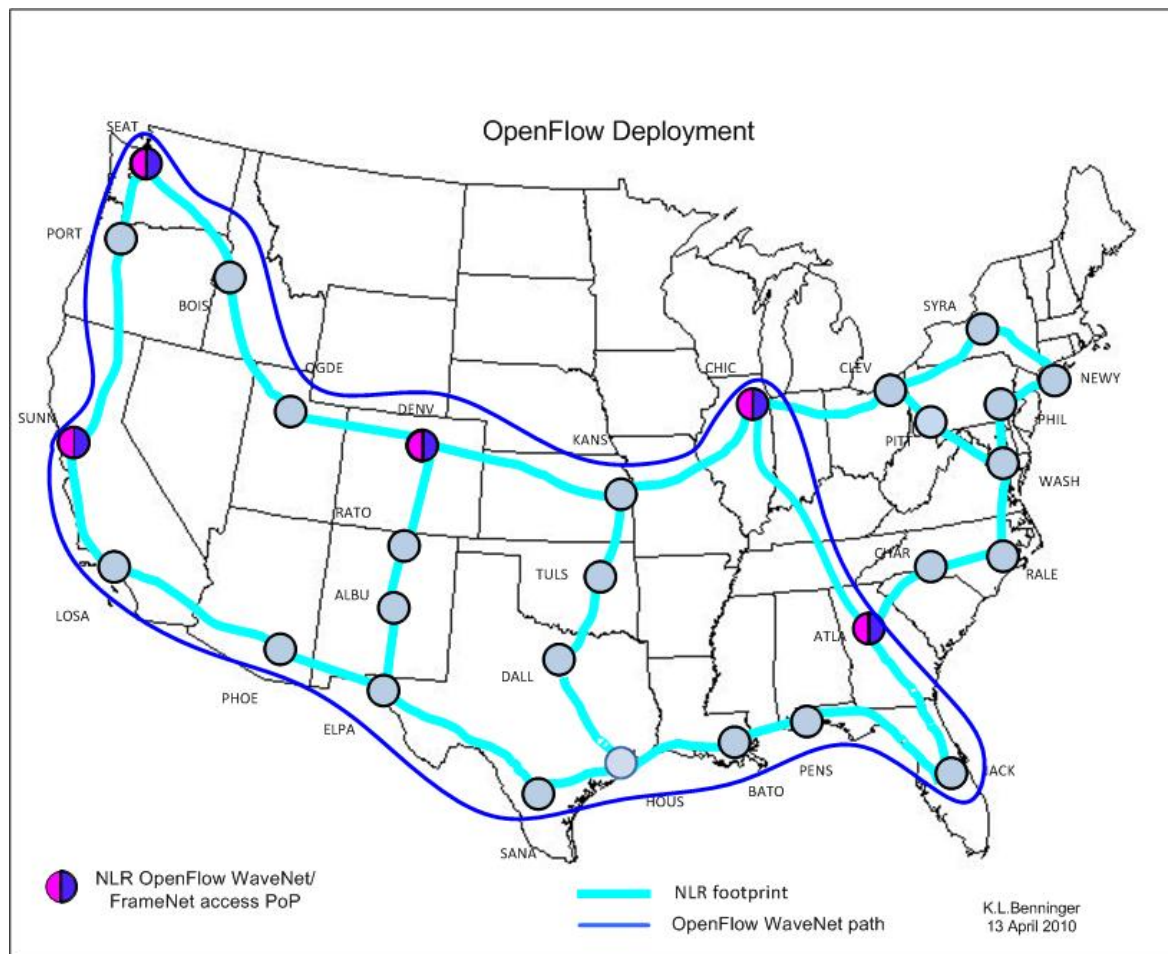 OpenFlow Deployment
SEAT
PORT
BOIS
SYRA
OGDE
CHIC
CLEV
NEWY
DENV
SUNN
KANS
PITT
PHIL
WASH
RATO
CHAR
RALE
TULS
ALBU
LOSA
ATLA
DALL
PHOE
ELPA
JACK
PENS
BATO
HOUS
SANA
NLR OpenFlow WaveNet/
FrameNet access PoP
NLR footprint
OpenFlow WaveNet path
K.L.Benninger
13 April 2010